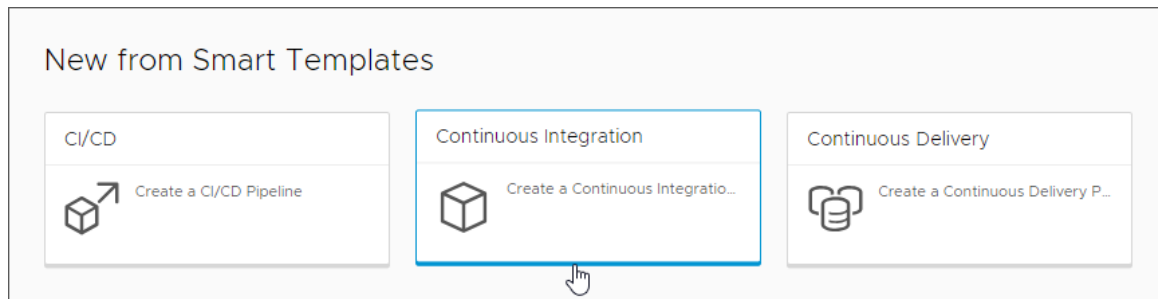 New from Smart Templates
CI/CD
Create a CI/CD Pipeline
Continuous Integration
Create a Continuous Integratio...
Continuous Delivery
Create a Continuous Delivery P...